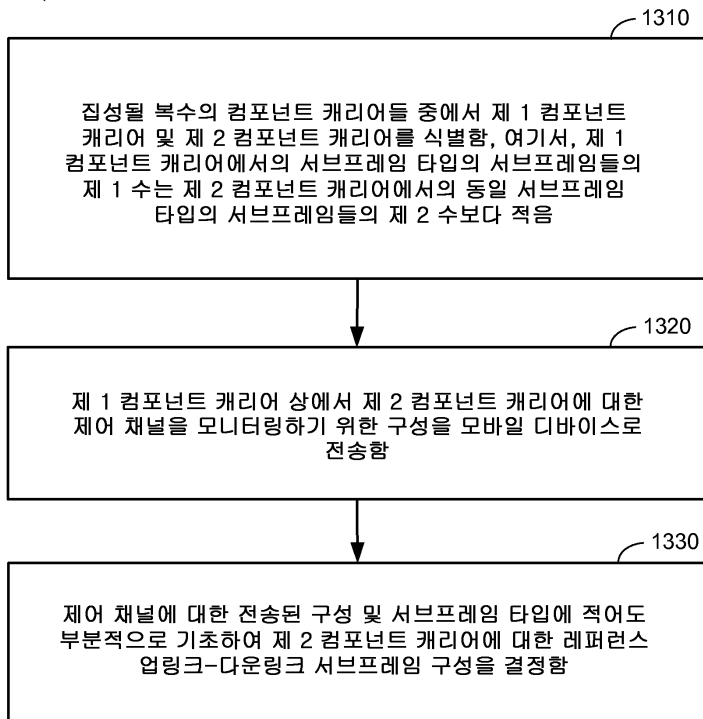 1310
집성될 복수의 컴포넌트 캐리어들 중에서 제 1 컴포넌트
캐리어 및 제 2 컴포넌트 캐리어를 식별함, 여기서, 제 1
컴포넌트 캐리어에서의 서브프레임 타입의 서브프레임들의
제 1 수는 제 2 컴포넌트 캐리어에서의 동일 서브프레임
타입의 서브프레임들의 제 2 수보다 적음
1320
제 1 컴포넌트 캐리어 상에서 제 2 컴포넌트 캐리어에 대한
제어 채널을 모니터링하기 위한 구성을 모바일 디바이스로
전송함
1330
제어 채널에 대한 전송된 구성 및 서브프레임 타입에 적어도
부분적으로 기초하여 제 2 컴포넌트 캐리어에 대한 레퍼런스
업링크-다운링크 서브프레임 구성을 결정함